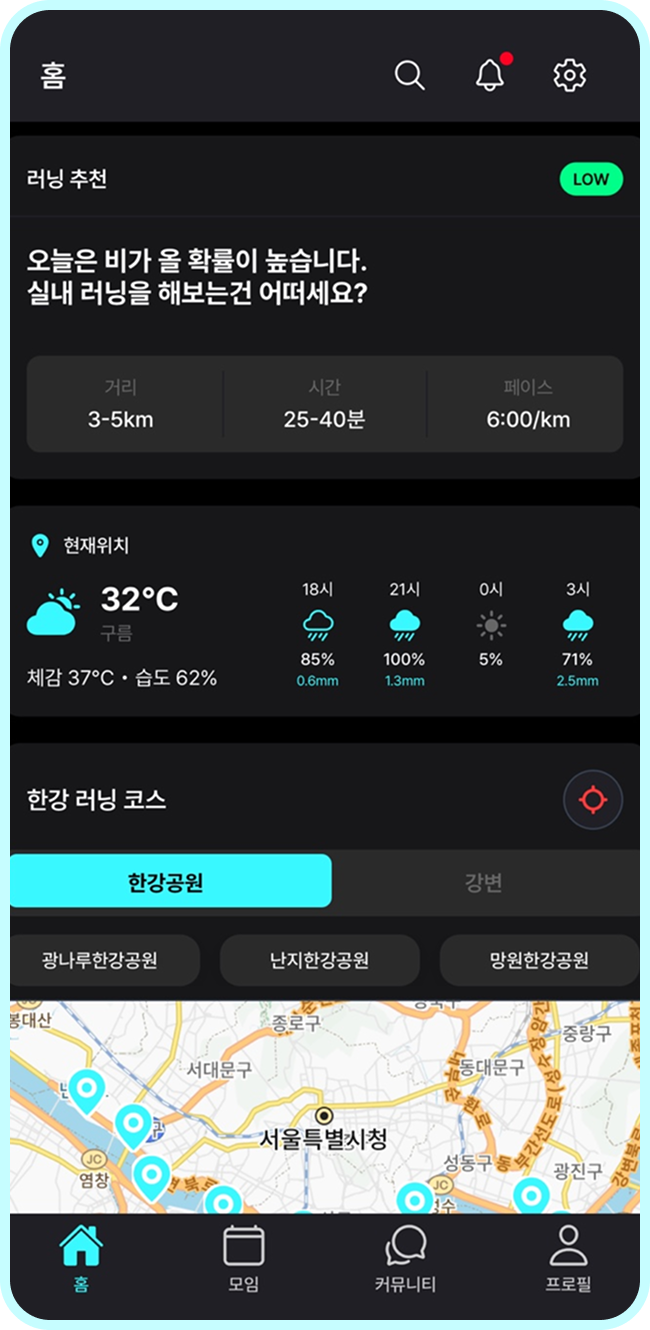 홈
러닝 추천
LOW
오늘은 비가 올 확률이 높습니다.
실내 러닝을 해보는건 어떠세요?
거리 시간 페이스
3-5km 25-40분 6:00/km
현재위치
32°C
구름
체감 37°C • 습도 62%
18시 21시 0시 3시
85% 100% 5% 71%
0.6mm 1.3mm 2.5mm
한강 러닝 코스
한강공원 강변
광나루한강공원 난지한강공원 망원한강공원
봉대산
종로구
중랑구
서대문구
동대문구
서울특별시청
성동구
광진구
JC
염창
JC
홈 모임 커뮤니티 프로필